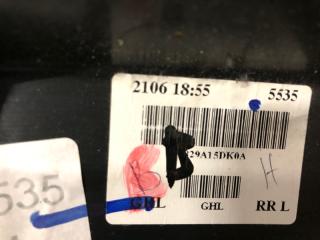 2106 18:55 5535
29A15DK0A
B D H
GHL GHL RR L
535